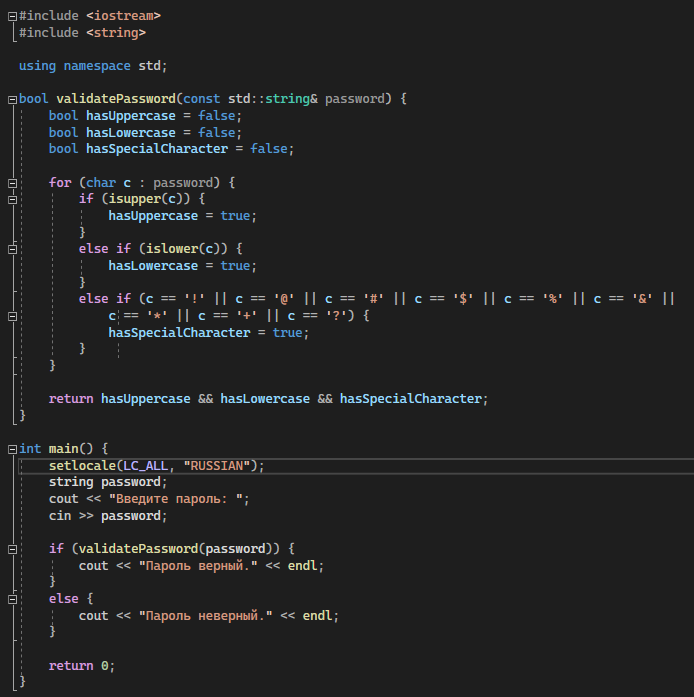 #include <iostream>
#include <string>
using namespace std;
bool validatePassword(const std::string& password) {
bool hasUppercase = false;
bool hasLowercase = false;
bool hasSpecialCharacter = false;
for (char c : password) {
if (isupper(c)) {
hasUppercase = true;
}
else if (islower(c)) {
hasLowercase = true;
}
else if (c == '!' || c == '@' || c == '#' || c == '$' || c == '%' || c == '&' ||
c == '*' || c == '+' || c == '?') {
hasSpecialCharacter = true;
}
}
return hasUppercase && hasLowercase && hasSpecialCharacter;
}
int main() {
setlocale(LC_ALL, "RUSSIAN");
string password;
cout << "Введите пароль: ";
cin >> password;
if (validatePassword(password)) {
cout << "Пароль верный." << endl;
}
else {
cout << "Пароль неверный." << endl;
}
return 0;
}